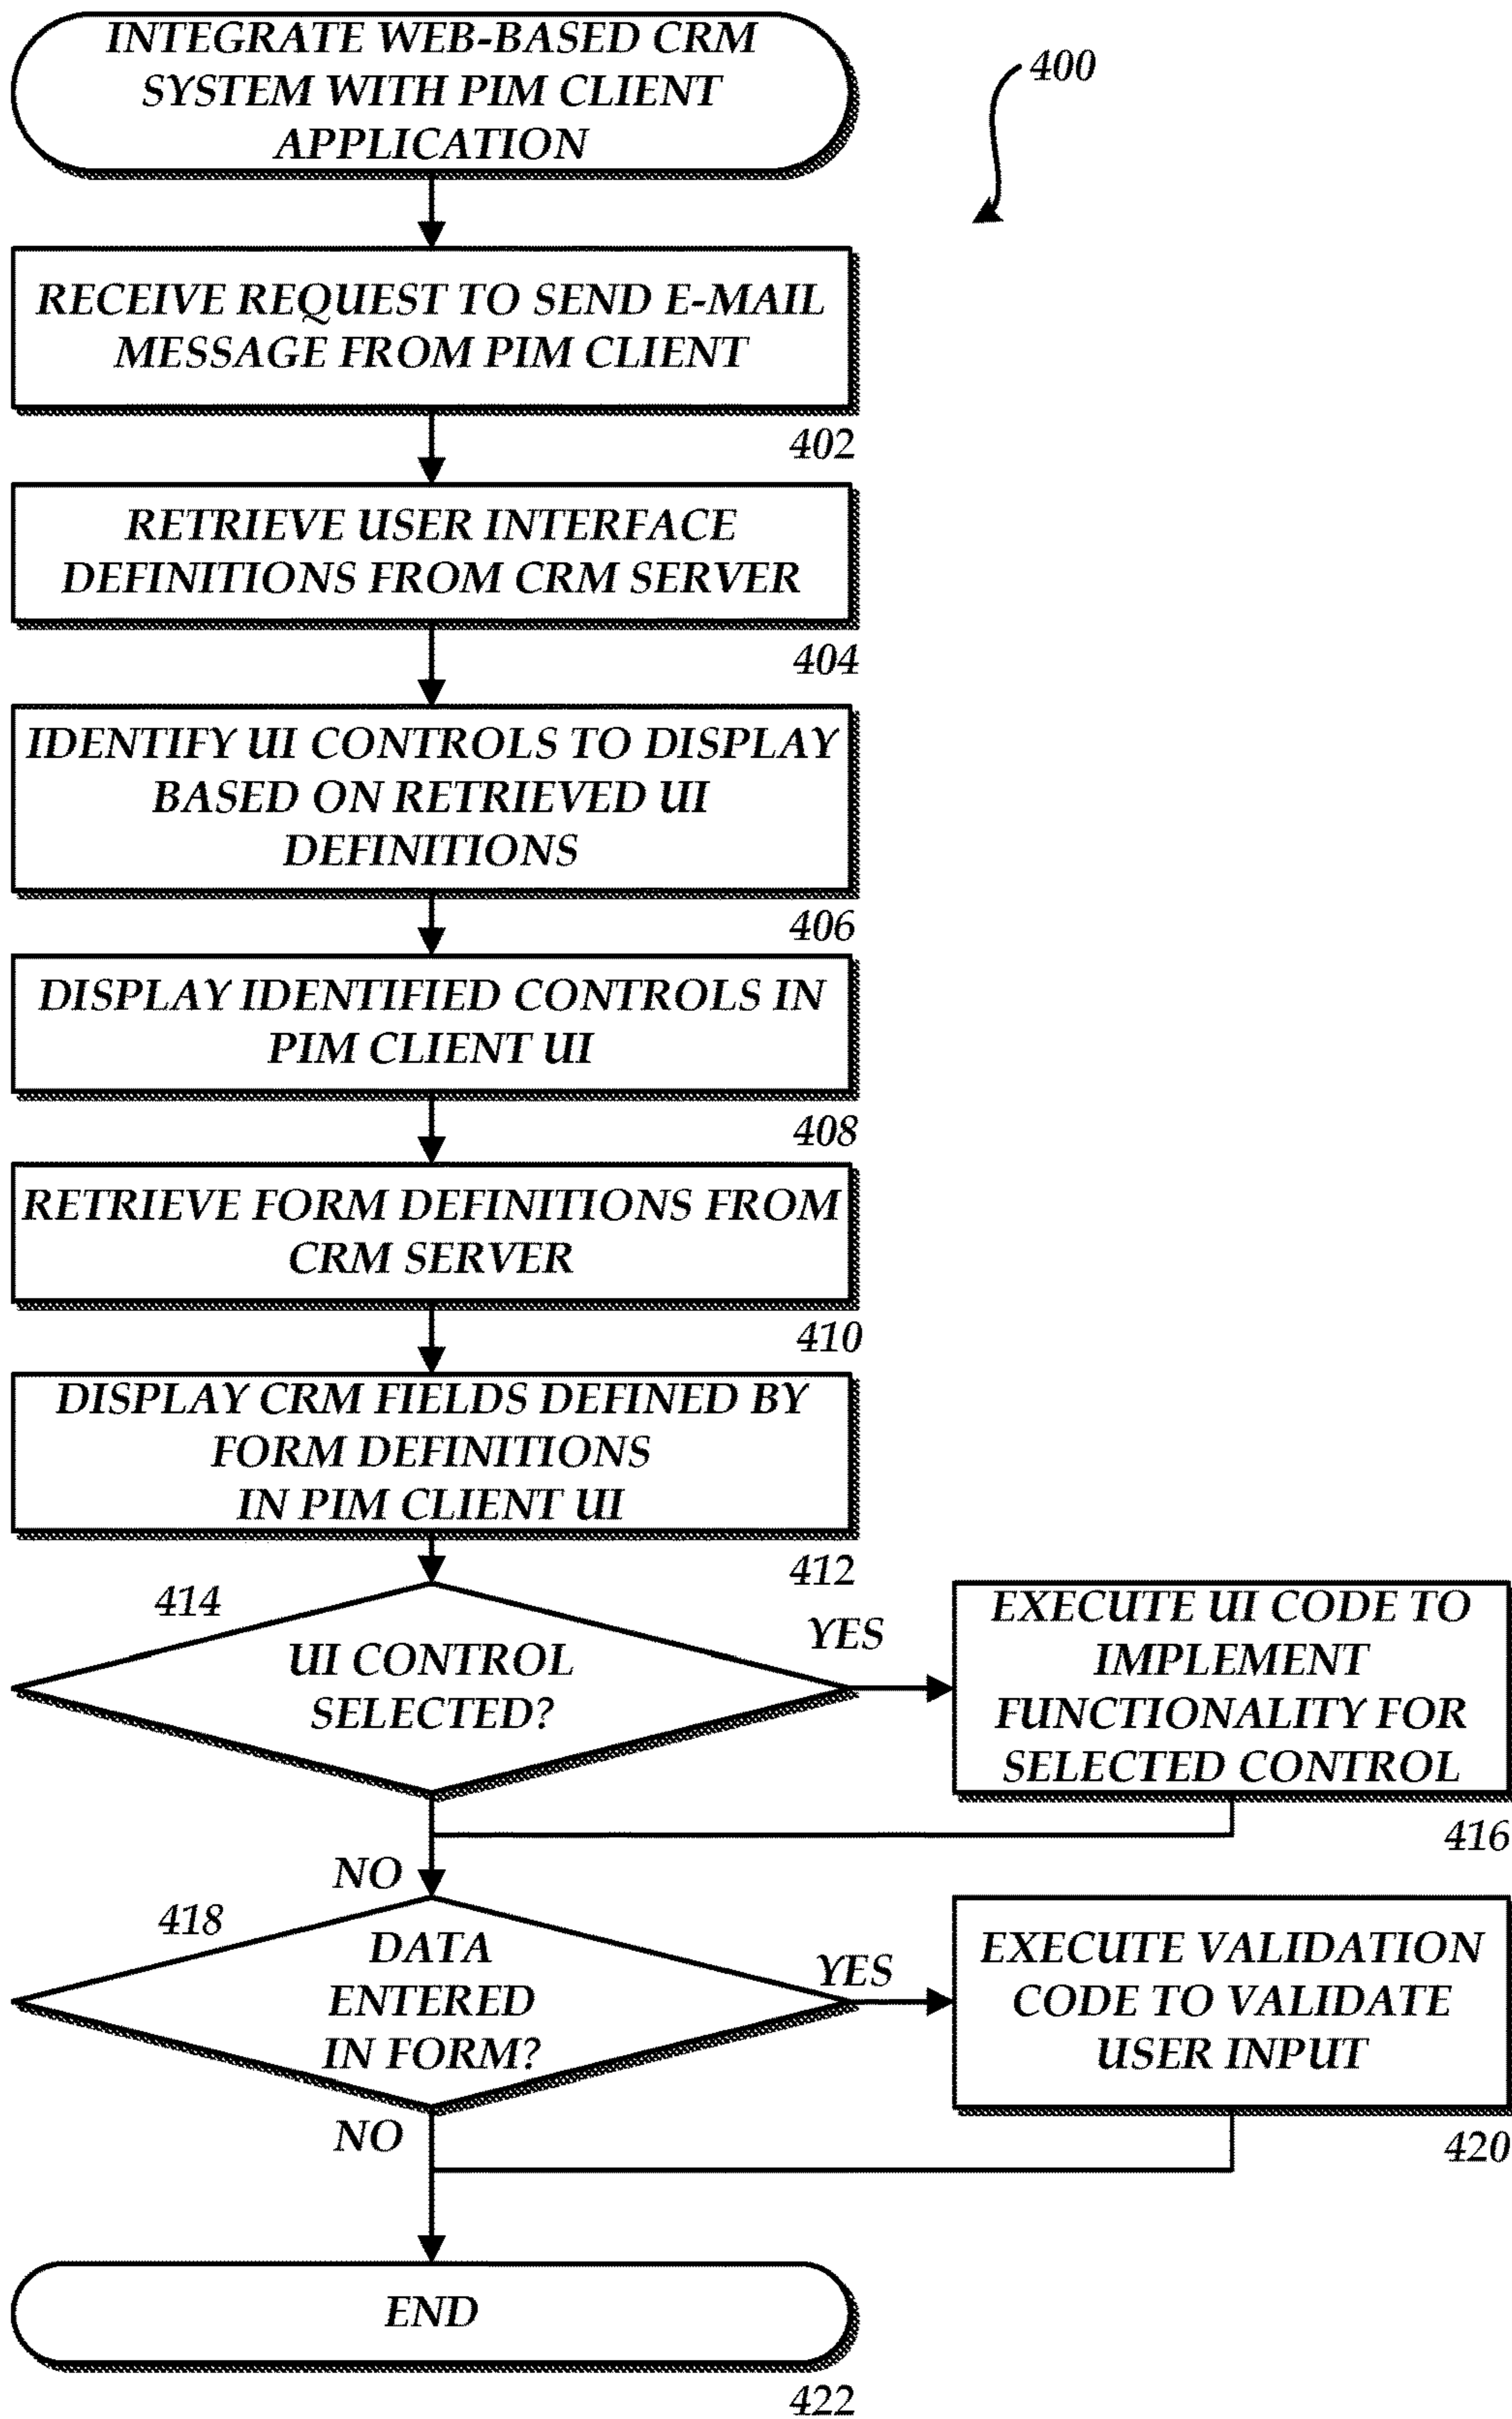 INTEGRATE WEB-BASED CRM
SYSTEM WITH PIM CLIENT
APPLICATION
400
RECEIVE REQUEST TO SEND E-MAIL
MESSAGE FROM PIM CLIENT
402
RETRIEVE USER INTERFACE
DEFINITIONS FROM CRM SERVER
404
IDENTIFY UI CONTROLS TO DISPLAY
BASED ON RETRIEVED UI
DEFINITIONS
406
DISPLAY IDENTIFIED CONTROLS IN
PIM CLIENT UI
408
RETRIEVE FORM DEFINITIONS FROM
CRM SERVER
410
DISPLAY CRM FIELDS DEFINED BY
FORM DEFINITIONS
IN PIM CLIENT UI
412
414
UI CONTROL
SELECTED?
YES
EXECUTE UI CODE TO
IMPLEMENT
FUNCTIONALITY FOR
SELECTED CONTROL
416
NO
418
DATA
ENTERED
IN FORM?
YES
EXECUTE VALIDATION
CODE TO VALIDATE
USER INPUT
420
NO
END
422